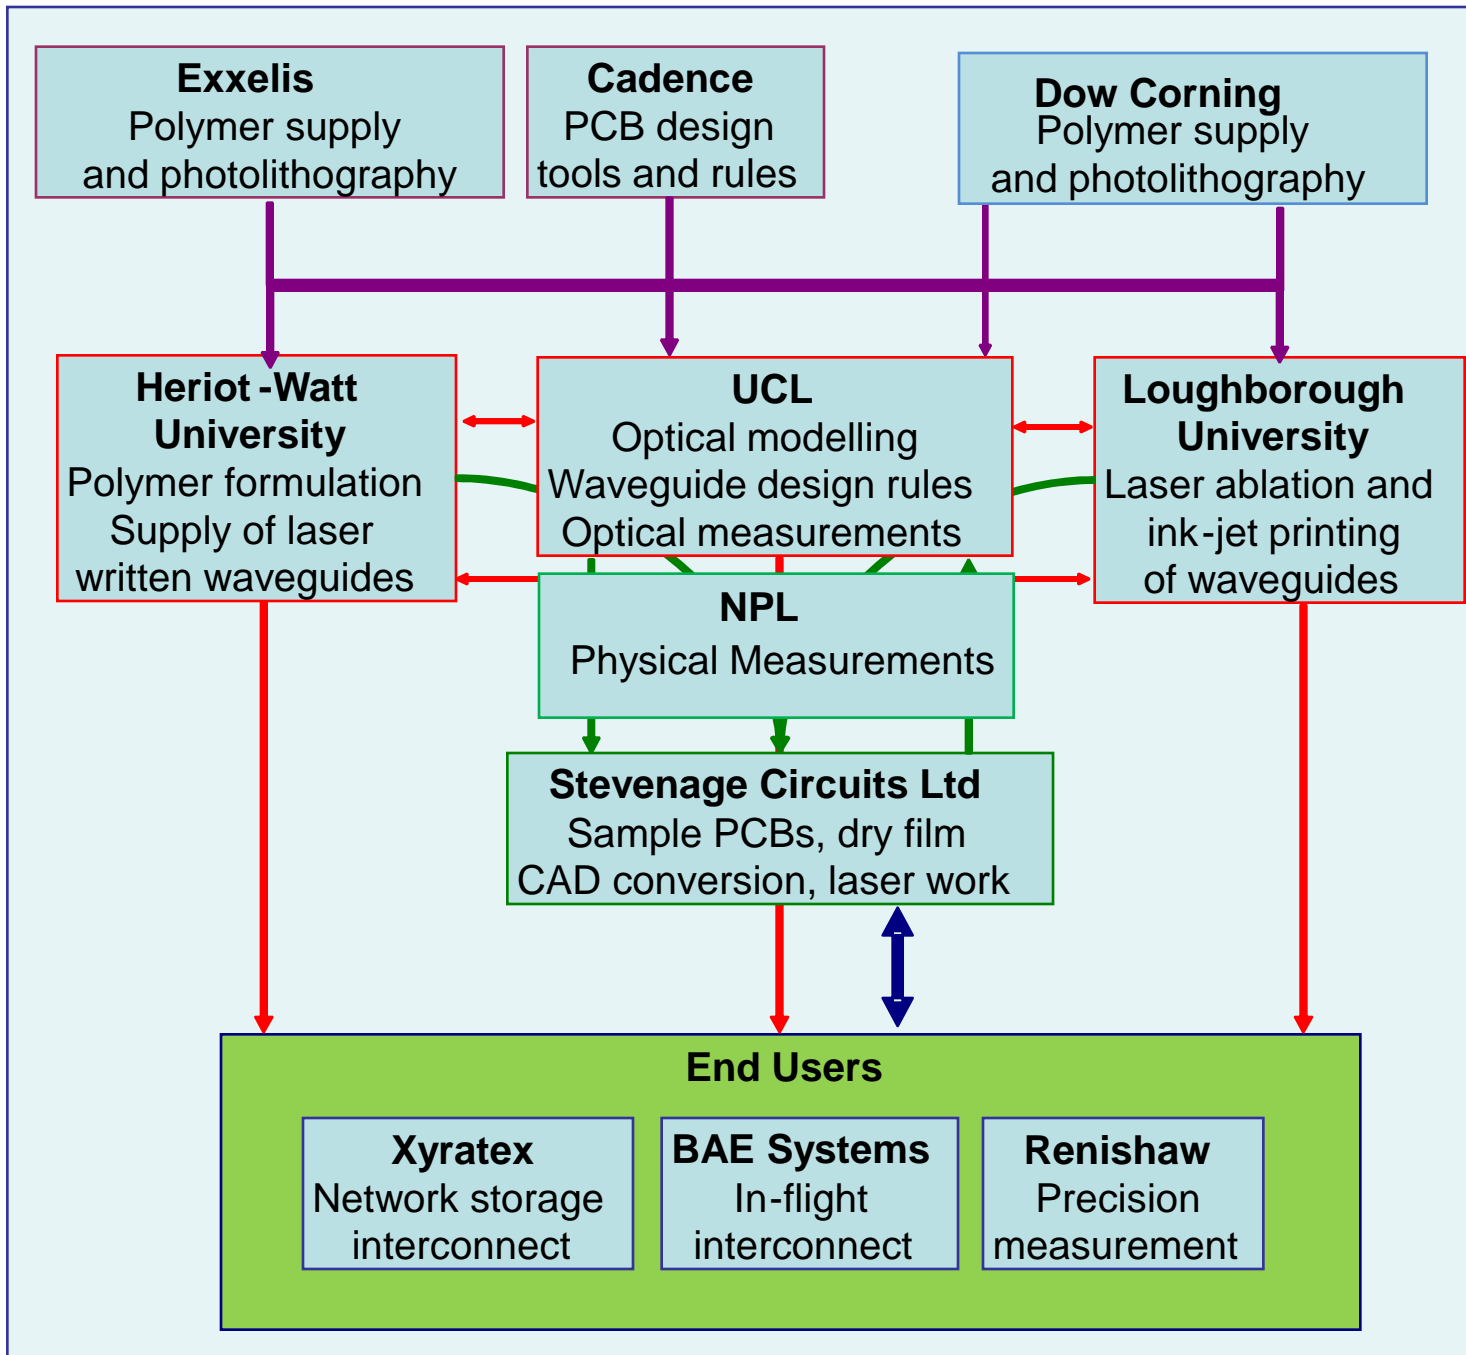 Exxelis
Polymer supply
and photolithography
Cadence
PCB design
tools and rules
Dow Corning
Polymer supply
and photolithography
Heriot-Watt
University
Polymer formulation
Supply of laser
written waveguides
UCL
Optical modelling
Waveguide design rules
Optical measurements
Loughborough
University
Laser ablation and
ink-jet printing
of waveguides
NPL
Physical Measurements
Stevenage Circuits Ltd
Sample PCBs, dry film
CAD conversion, laser work
End Users
Xyratex
Network storage
interconnect
BAE Systems
In-flight
interconnect
Renishaw
Precision
measurement